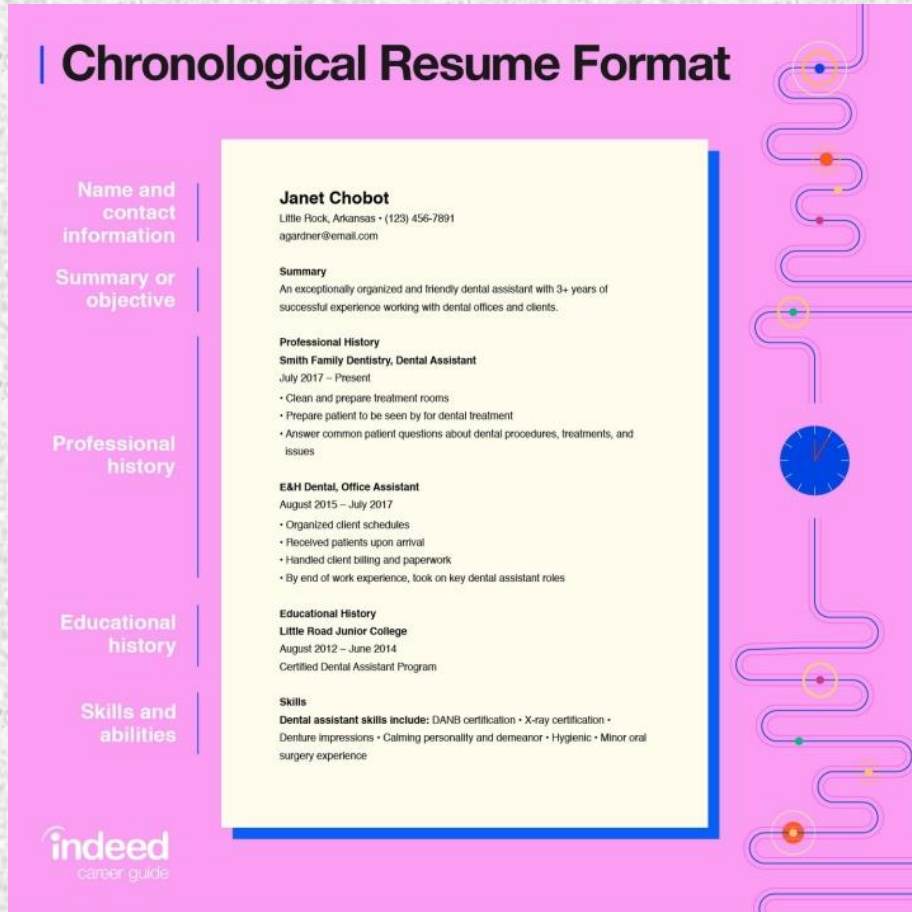 Chronological Resume Format
Name and
contact
information
Janet Chobot
Little Rock, Arkansas • (123) 456-7891
agardner@email.com
Summary or
objective
Summary
An exceptionally organized and friendly dental assistant with 3+ years of
successful experience working with dental offices and clients.
Professional
history
Professional History
Smith Family Dentistry, Dental Assistant
July 2017 – Present
• Clean and prepare treatment rooms
• Prepare patient to be seen by for dental treatment
• Answer common patient questions about dental procedures, treatments, and
issues
E&H Dental, Office Assistant
August 2015 – July 2017
• Organized client schedules
• Received patients upon arrival
• Handled client billing and paperwork
• By end of work experience, took on key dental assistant roles
Educational
history
Educational History
Little Road Junior College
August 2012 – June 2014
Certified Dental Assistant Program
Skills and
abilities
Skills
Dental assistant skills include: DANB certification • X-ray certification •
Denture impressions • Calming personality and demeanor • Hygienic • Minor oral
surgery experience
indeed
career guide